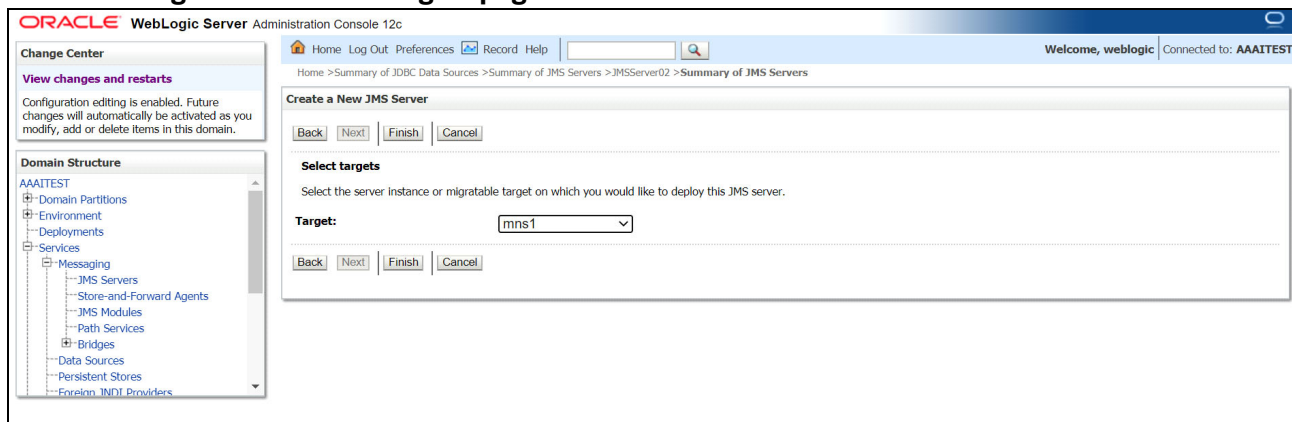 ORACLE WebLogic Server Administration Console 12c
Change Center
View changes and restarts
Configuration editing is enabled. Future
changes will automatically be activated as you
modify, add or delete items in this domain.
Domain Structure
AAAITEST
Domain Partitions
Environment
Deployments
Services
Messaging
JMS Servers
Store-and-Forward Agents
JMS Modules
Path Services
Bridges
Data Sources
Persistent Stores
Foreign JNDI Providers
Home Log Out Preferences Record Help
Welcome, weblogic Connected to: AAAITEST
Home >Summary of JDBC Data Sources >Summary of JMS Servers >JMSServer02 >Summary of JMS Servers
Create a New JMS Server
Back Next Finish Cancel
Select targets
Select the server instance or migratable target on which you would like to deploy this JMS server.
Target: mns1
Back Next Finish Cancel